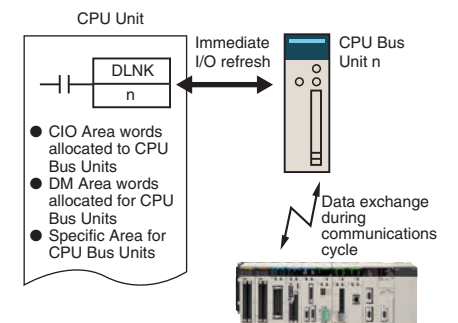 CPU Unit
Immediate
I/O refresh
CPU Bus
Unit n
DLNK
n
● CIO Area words
allocated to CPU
Bus Units
● DM Area words
allocated for CPU
Bus Units
● Specific Area for
CPU Bus Units
Data exchange
during
communications
cycle